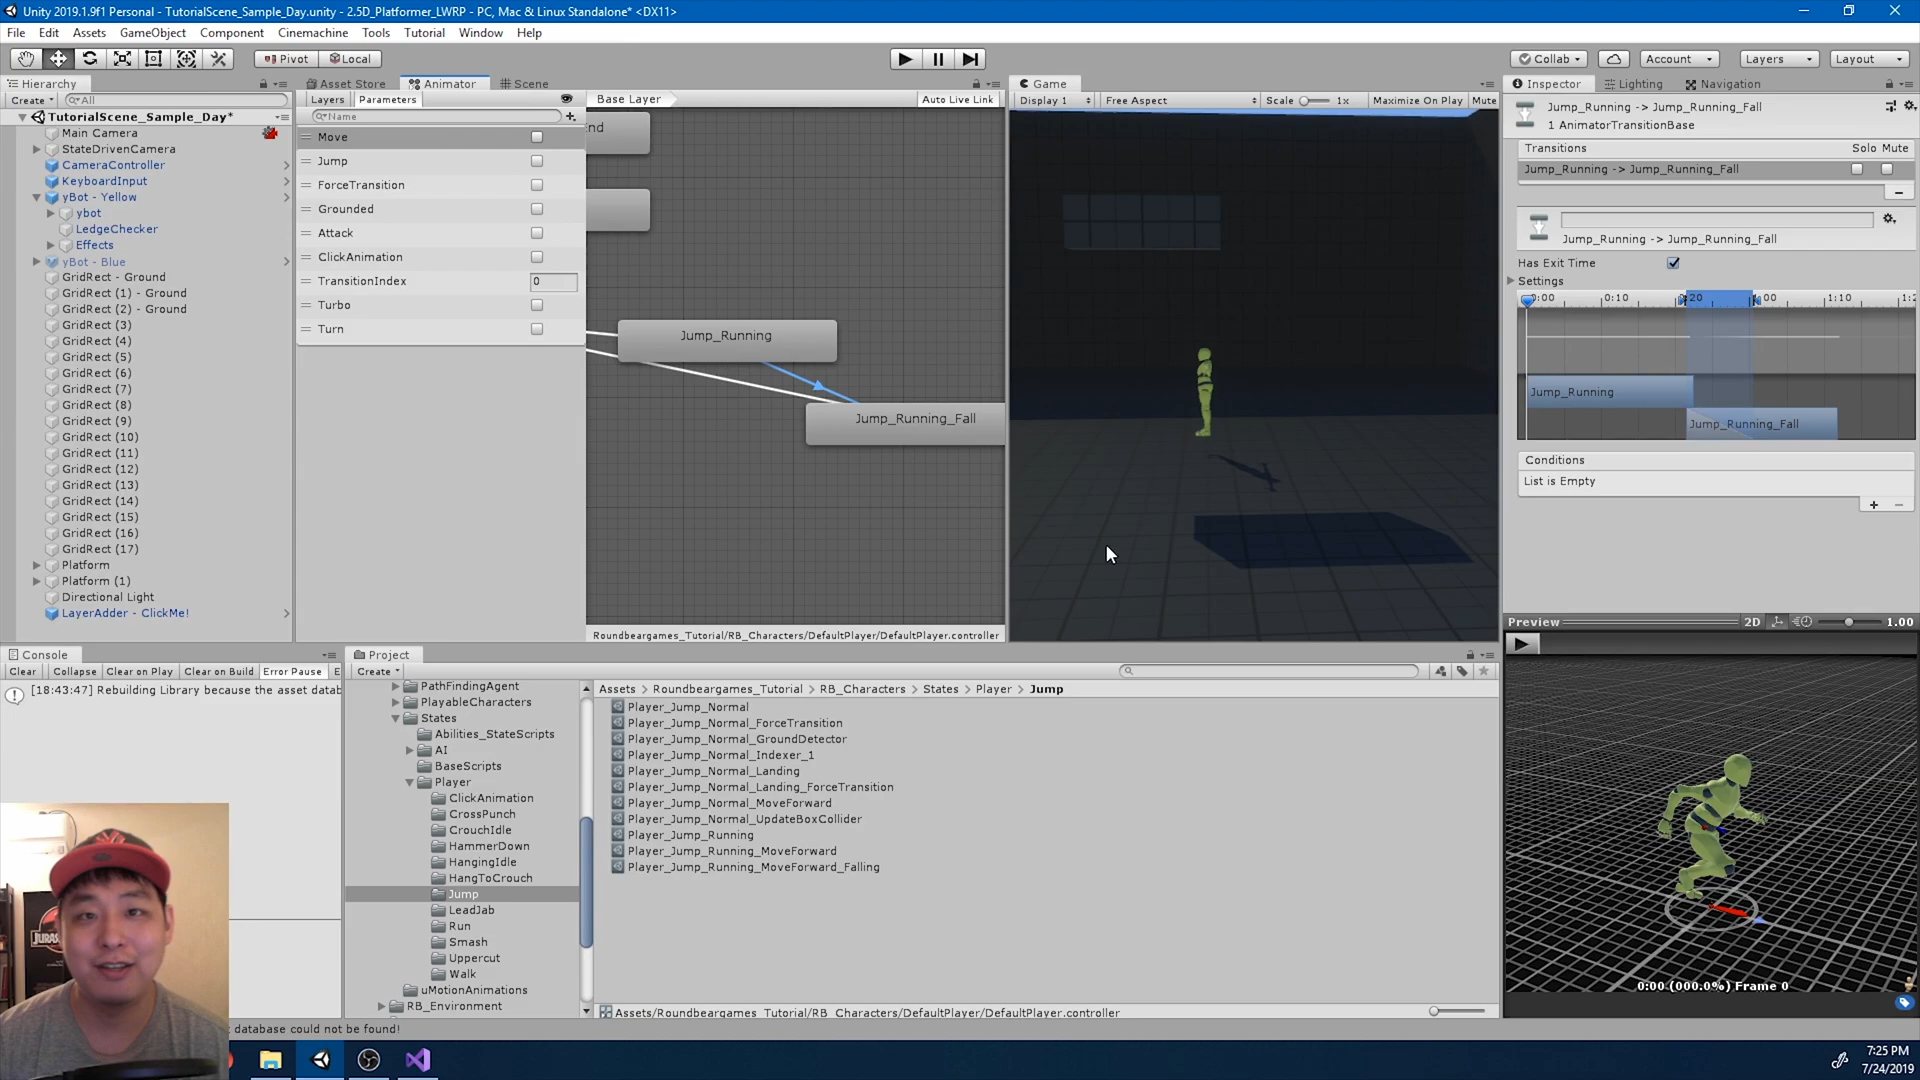 Unity 2019.1.9f1 Personal - TutorialScene_Sample_Day.unity - 2.5D_Platformer_LWRP - PC, Mac & Linux Standalone* <DX11>
File Edit Assets GameObject Component Cinemachine Tools Tutorial Window Help
Pivot Local Collab Account Layers Layout
Hierarchy
Create All
TutorialScene_Sample_Day*
Main Camera
StateDrivenCamera
CameraController
KeyboardInput
yBot - Yellow
ybot
LedgeChecker
Effects
yBot - Blue
GridRect - Ground
GridRect (1) - Ground
GridRect (2) - Ground
GridRect (3)
GridRect (4)
GridRect (5)
GridRect (6)
GridRect (7)
GridRect (8)
GridRect (9)
GridRect (10)
GridRect (11)
GridRect (12)
GridRect (13)
GridRect (14)
GridRect (15)
GridRect (16)
GridRect (17)
Platform
Platform (1)
Directional Light
LayerAdder - ClickMe!
Asset Store Animator Scene
Layers Parameters Base Layer Auto Live Link
Name
Move
Jump
ForceTransition
Grounded
Attack
ClickAnimation
TransitionIndex 0
Turbo
Turn
Jump_Running
Jump_Running_Fall
Roundbeargames_Tutorial/RB_Characters/DefaultPlayer/DefaultPlayer.controller
Game
Display 1 Free Aspect Scale 1x Maximize On Play Mute
Inspector Lighting Navigation
Jump_Running -> Jump_Running_Fall
1 AnimatorTransitionBase
Transitions Solo Mute
Jump_Running -> Jump_Running_Fall
Jump_Running -> Jump_Running_Fall
Has Exit Time
Settings
0:00 0:10 1:10
Jump_Running
Jump_Running_Fall
Conditions
List is Empty
Preview 2D 1.00
0:00 (000.0%) Frame 0
Console
Clear Collapse Clear on Play Clear on Build Error Pause
[18:43:47] Rebuilding Library because the asset datab
database could not be found!
Project
Create
PathFindingAgent
PlayableCharacters
States
Abilities_StateScripts
AI
BaseScripts
Player
ClickAnimation
CrossPunch
CrouchIdle
HammerDown
HangingIdle
HangToCrouch
Jump
LeadJab
Run
Smash
Uppercut
Walk
uMotionAnimations
RB_Environment
Assets > Roundbeargames_Tutorial > RB_Characters > States > Player > Jump
Player_Jump_Normal
Player_Jump_Normal_ForceTransition
Player_Jump_Normal_GroundDetector
Player_Jump_Normal_Indexer_1
Player_Jump_Normal_Landing
Player_Jump_Normal_Landing_ForceTransition
Player_Jump_Normal_MoveForward
Player_Jump_Normal_UpdateBoxCollider
Player_Jump_Running
Player_Jump_Running_MoveForward
Player_Jump_Running_MoveForward_Falling
Assets/Roundbeargames_Tutorial/RB_Characters/DefaultPlayer/DefaultPlayer.controller
7:25 PM
7/24/2019